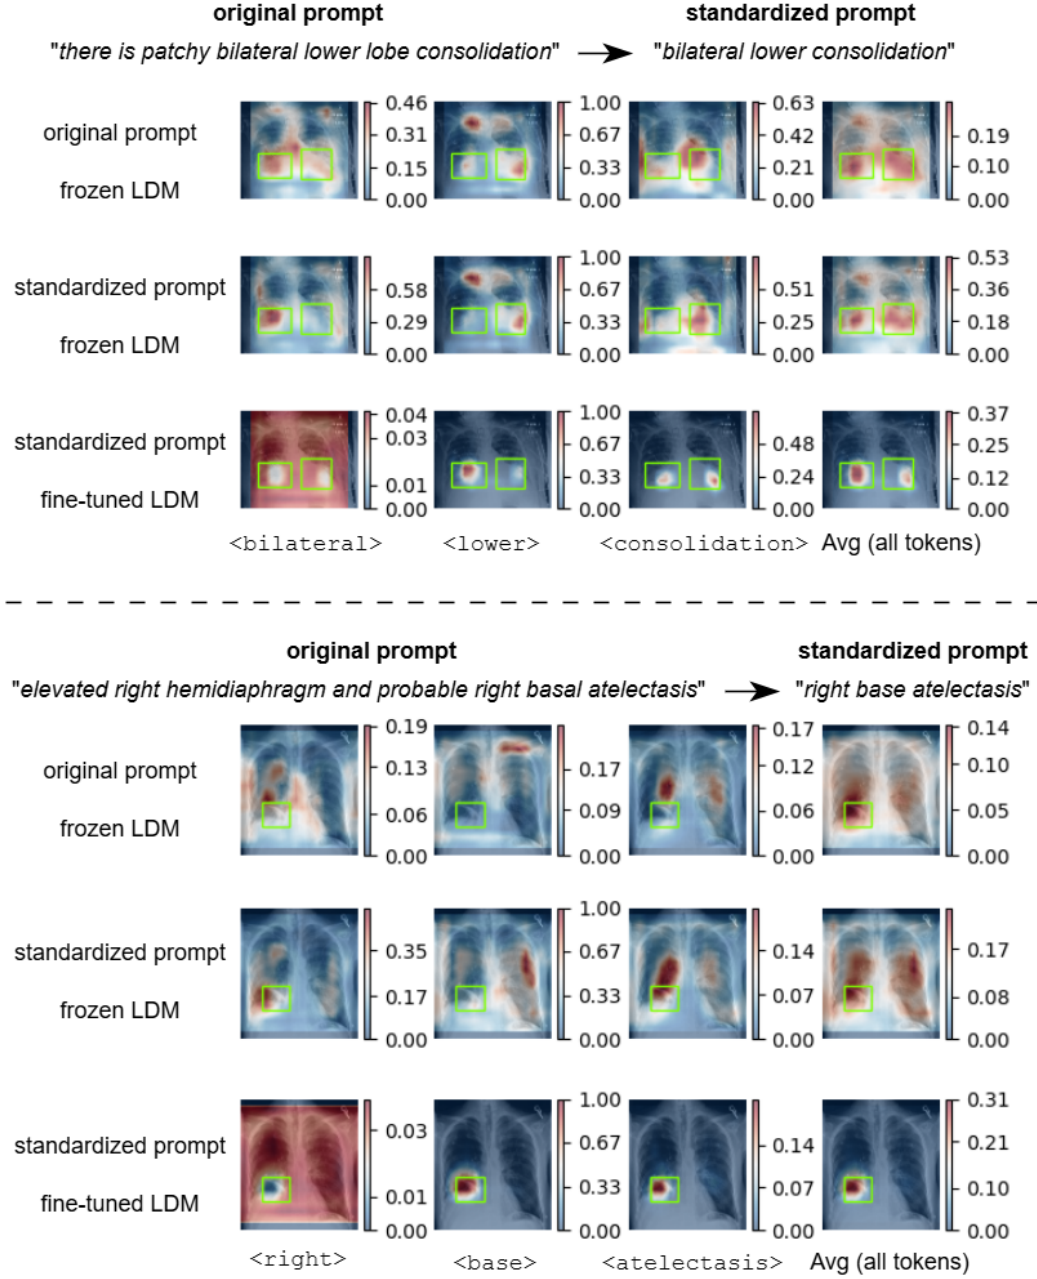 original prompt standardized prompt
"there is patchy bilateral lower lobe consolidation" "bilateral lower consolidation"
original prompt
frozen LDM
0.46 0.31 0.15 0.00
1.00 0.67 0.33 0.00
0.63 0.42 0.21 0.00
0.19 0.10 0.00
standardized prompt
frozen LDM
0.58 0.29 0.00
1.00 0.67 0.33 0.00
0.51 0.25 0.00
0.53 0.36 0.18 0.00
standardized prompt
fine-tuned LDM
0.04 0.03 0.01 0.00
1.00 0.67 0.33 0.00
0.48 0.24 0.00
0.37 0.25 0.12 0.00
<bilateral> <lower> <consolidation> Avg (all tokens)
original prompt standardized prompt
"elevated right hemidiaphragm and probable right basal atelectasis" "right base atelectasis"
original prompt
frozen LDM
0.19 0.13 0.06 0.00
0.17 0.09 0.00
0.17 0.12 0.06 0.00
0.14 0.10 0.05 0.00
standardized prompt
frozen LDM
0.35 0.17 0.00
1.00 0.67 0.33 0.00
0.14 0.07 0.00
0.17 0.08 0.00
standardized prompt
fine-tuned LDM
0.03 0.01 0.00
1.00 0.67 0.33 0.00
0.14 0.07 0.00
0.31 0.21 0.10 0.00
<right> <base> <atelectasis> Avg (all tokens)